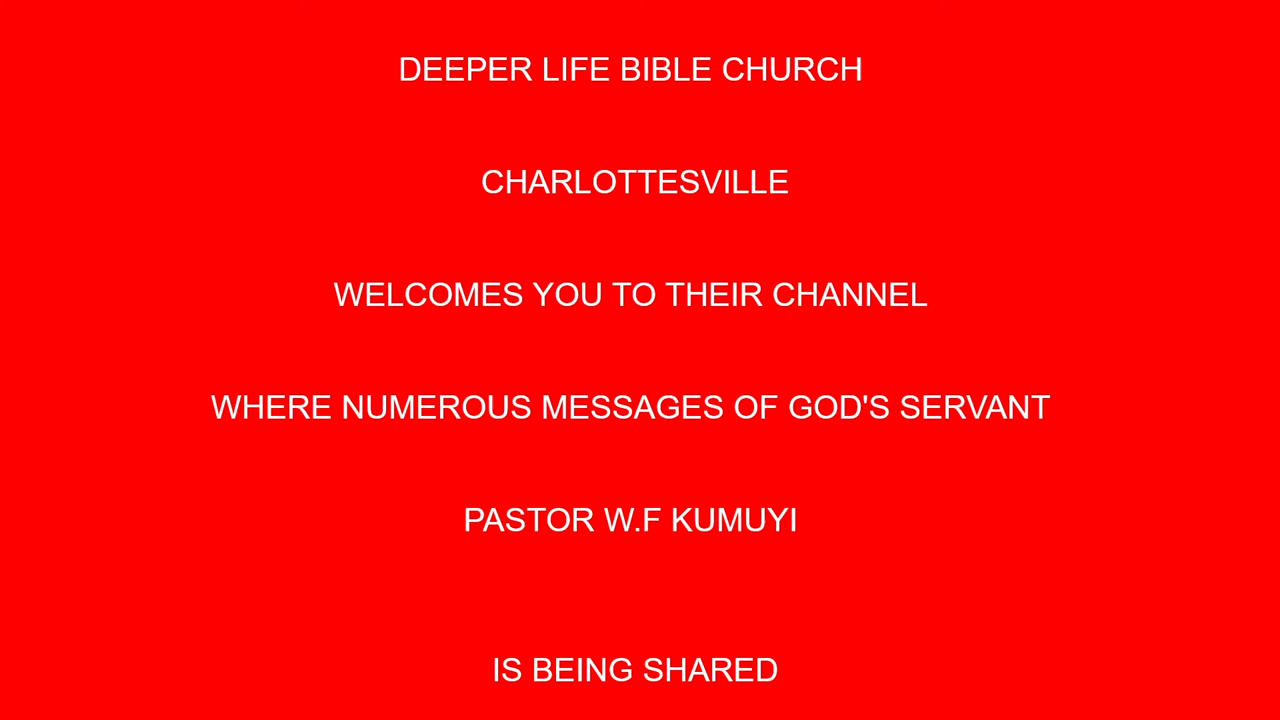 DEEPER LIFE BIBLE CHURCH
CHARLOTTESVILLE
WELCOMES YOU TO THEIR CHANNEL
WHERE NUMEROUS MESSAGES OF GOD'S SERVANT
PASTOR W.F KUMUYI
IS BEING SHARED